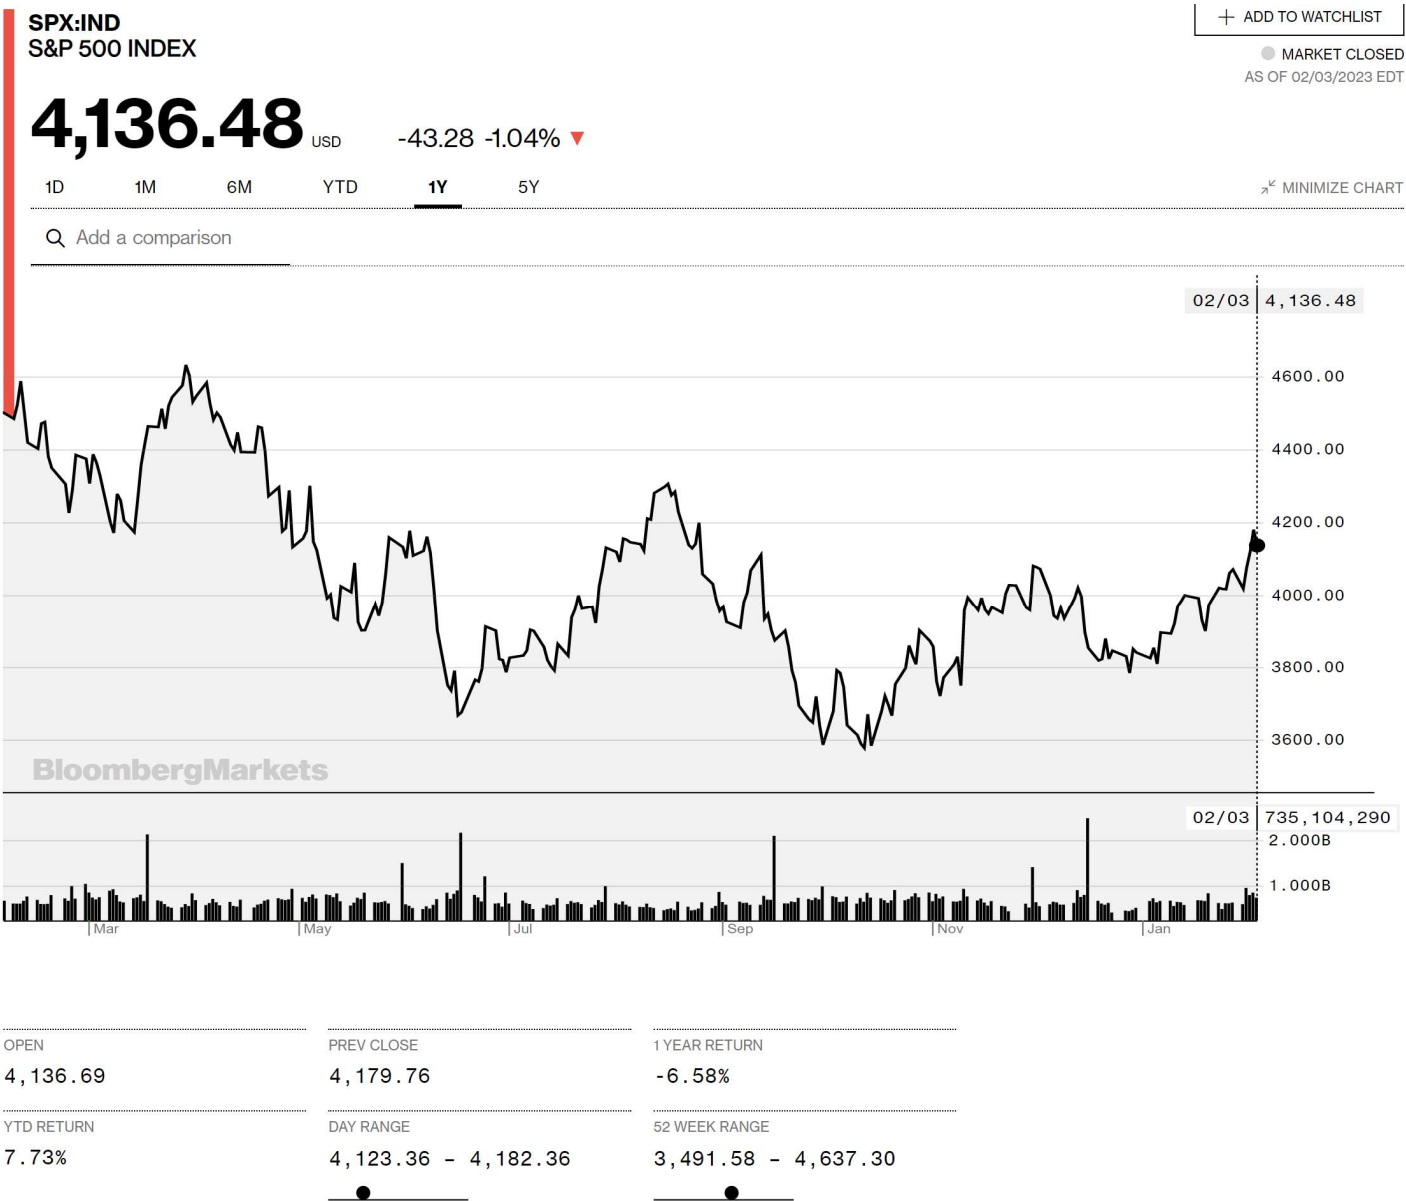 SPX:IND
+ ADD TO WATCHLIST
S&P 500 INDEX
MARKET CLOSED
AS OF 02/03/2023 EDT
4,136.48 USD -43.28 -1.04% ▼
1D 1M 6M YTD 1Y 5Y
MINIMIZE CHART
Add a comparison
02/03 4,136.48
4600.00
4400.00
4200.00
4000.00
3800.00
3600.00
BloombergMarkets
02/03 735,104,290
2.000B
1.000B
Mar May Jul Sep Nov Jan
OPEN PREV CLOSE 1 YEAR RETURN
4,136.69 4,179.76 -6.58%
YTD RETURN DAY RANGE 52 WEEK RANGE
7.73% 4,123.36 – 4,182.36 3,491.58 – 4,637.30